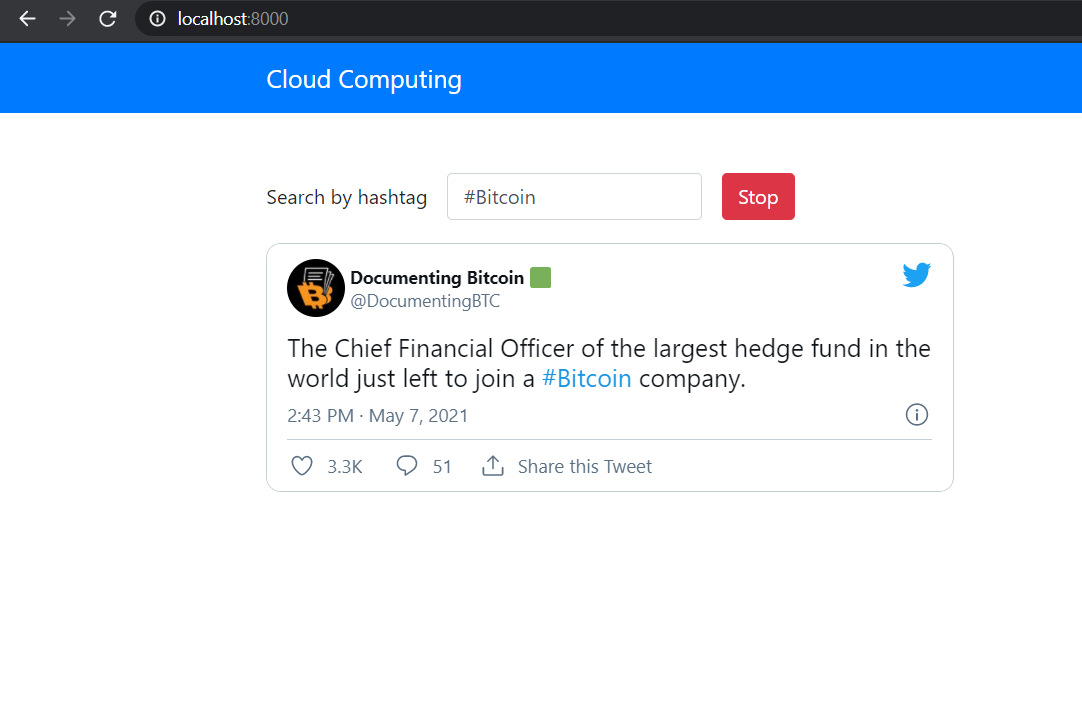 localhost:8000
Cloud Computing
Search by hashtag #Bitcoin Stop
Documenting Bitcoin 🟩
@DocumentingBTC
The Chief Financial Officer of the largest hedge fund in the
world just left to join a #Bitcoin company.
2:43 PM · May 7, 2021
3.3K 51 Share this Tweet